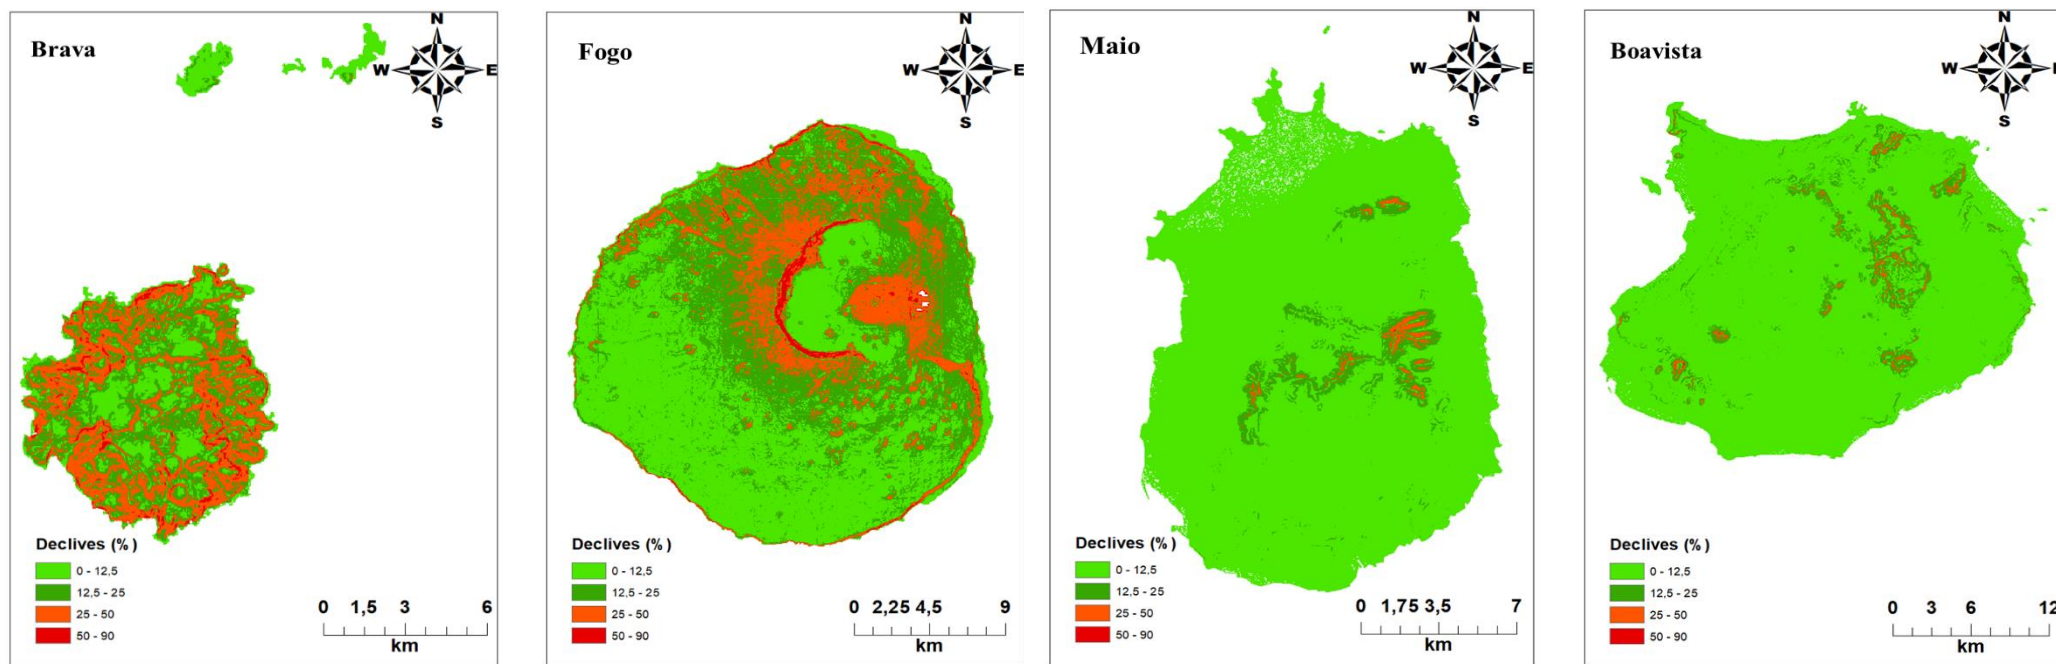 Brava
N
W E
S
Declives (%)
0 - 12,5
12,5 - 25
25 - 50
50 - 90
0 1,5 3 6
km
Fogo
N
W E
S
Declives (%)
0 - 12,5
12,5 - 25
25 - 50
50 - 90
0 2,25 4,5 9
km
Maio
N
W E
S
Declives (%)
0 - 12,5
12,5 - 25
25 - 50
50 - 90
0 1,75 3,5 7
km
Boavista
N
W E
S
Declives (%)
0 - 12,5
12,5 - 25
25 - 50
50 - 90
0 3 6 12
km